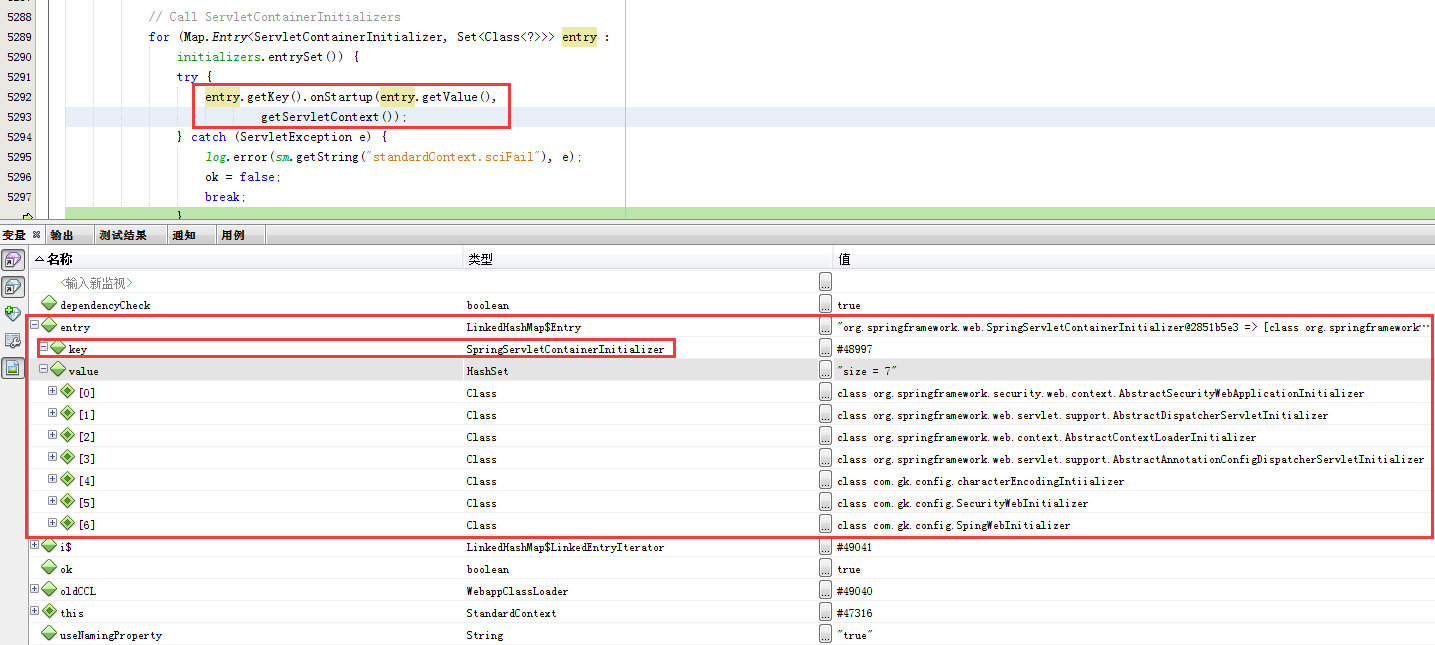 5288 // Call ServletContainerInitializers
5289 for (Map.Entry<ServletContainerInitializer, Set<Class<?>>> entry :
5290 initializers.entrySet()) {
5291 try {
5292 entry.getKey().onStartup(entry.getValue(),
5293 getServletContext());
5294 } catch (ServletException e) {
5295 log.error(sm.getString("standardContext.sciFail"), e);
5296 ok = false;
5297 break;
}
变量 输出 测试结果 通知 用例
名称 类型 值
<输入新监视> ...
dependencyCheck boolean ... true
entry LinkedHashMap$Entry ... "org.springframework.web.SpringServletContainerInitializer@2851b5e3 => [class org.springframework...
key SpringServletContainerInitializer ... #48997
value HashSet ... "size = 7"
[0] Class ... class org.springframework.security.web.context.AbstractSecurityWebApplicationInitializer
[1] Class ... class org.springframework.web.servlet.support.AbstractDispatcherServletInitializer
[2] Class ... class org.springframework.web.context.AbstractContextLoaderInitializer
[3] Class ... class org.springframework.web.servlet.support.AbstractAnnotationConfigDispatcherServletInitializer
[4] Class ... class com.gk.config.characterEncodingIntiializer
[5] Class ... class com.gk.config.SecurityWebInitializer
[6] Class ... class com.gk.config.SpingWebInitializer
i$ LinkedHashMap$LinkedEntryIterator ... #49041
ok boolean ... true
oldCCL WebappClassLoader ... #49040
this StandardContext ... #47316
useNamingProperty String ... "true"